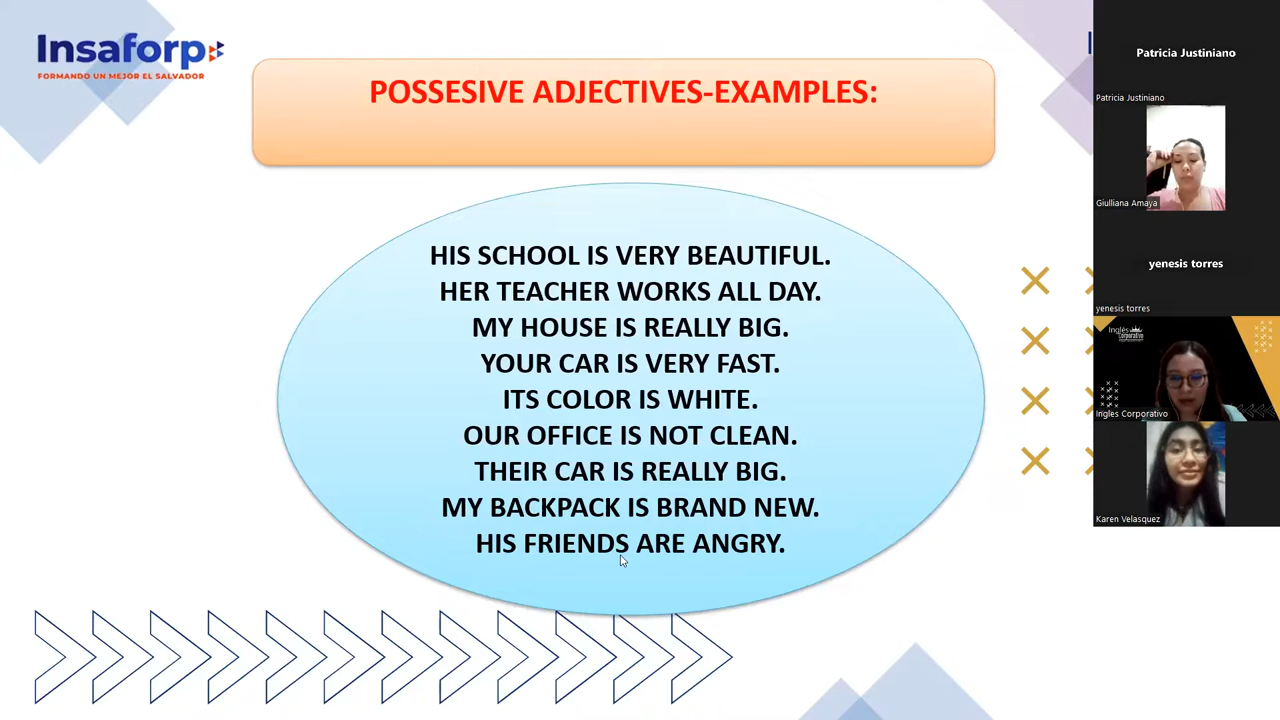 Insaforp
FORMANDO UN MEJOR EL SALVADOR
POSSESIVE ADJECTIVES-EXAMPLES:
HIS SCHOOL IS VERY BEAUTIFUL.
HER TEACHER WORKS ALL DAY.
MY HOUSE IS REALLY BIG.
YOUR CAR IS VERY FAST.
ITS COLOR IS WHITE.
OUR OFFICE IS NOT CLEAN.
THEIR CAR IS REALLY BIG.
MY BACKPACK IS BRAND NEW.
HIS FRIENDS ARE ANGRY.
Patricia Justiniano
Patricia Justiniano
Giulliana Amaya
yenesis torres
yenesis torres
Inglés
Corporativo
Ingles Corporativo
Karen Velasquez